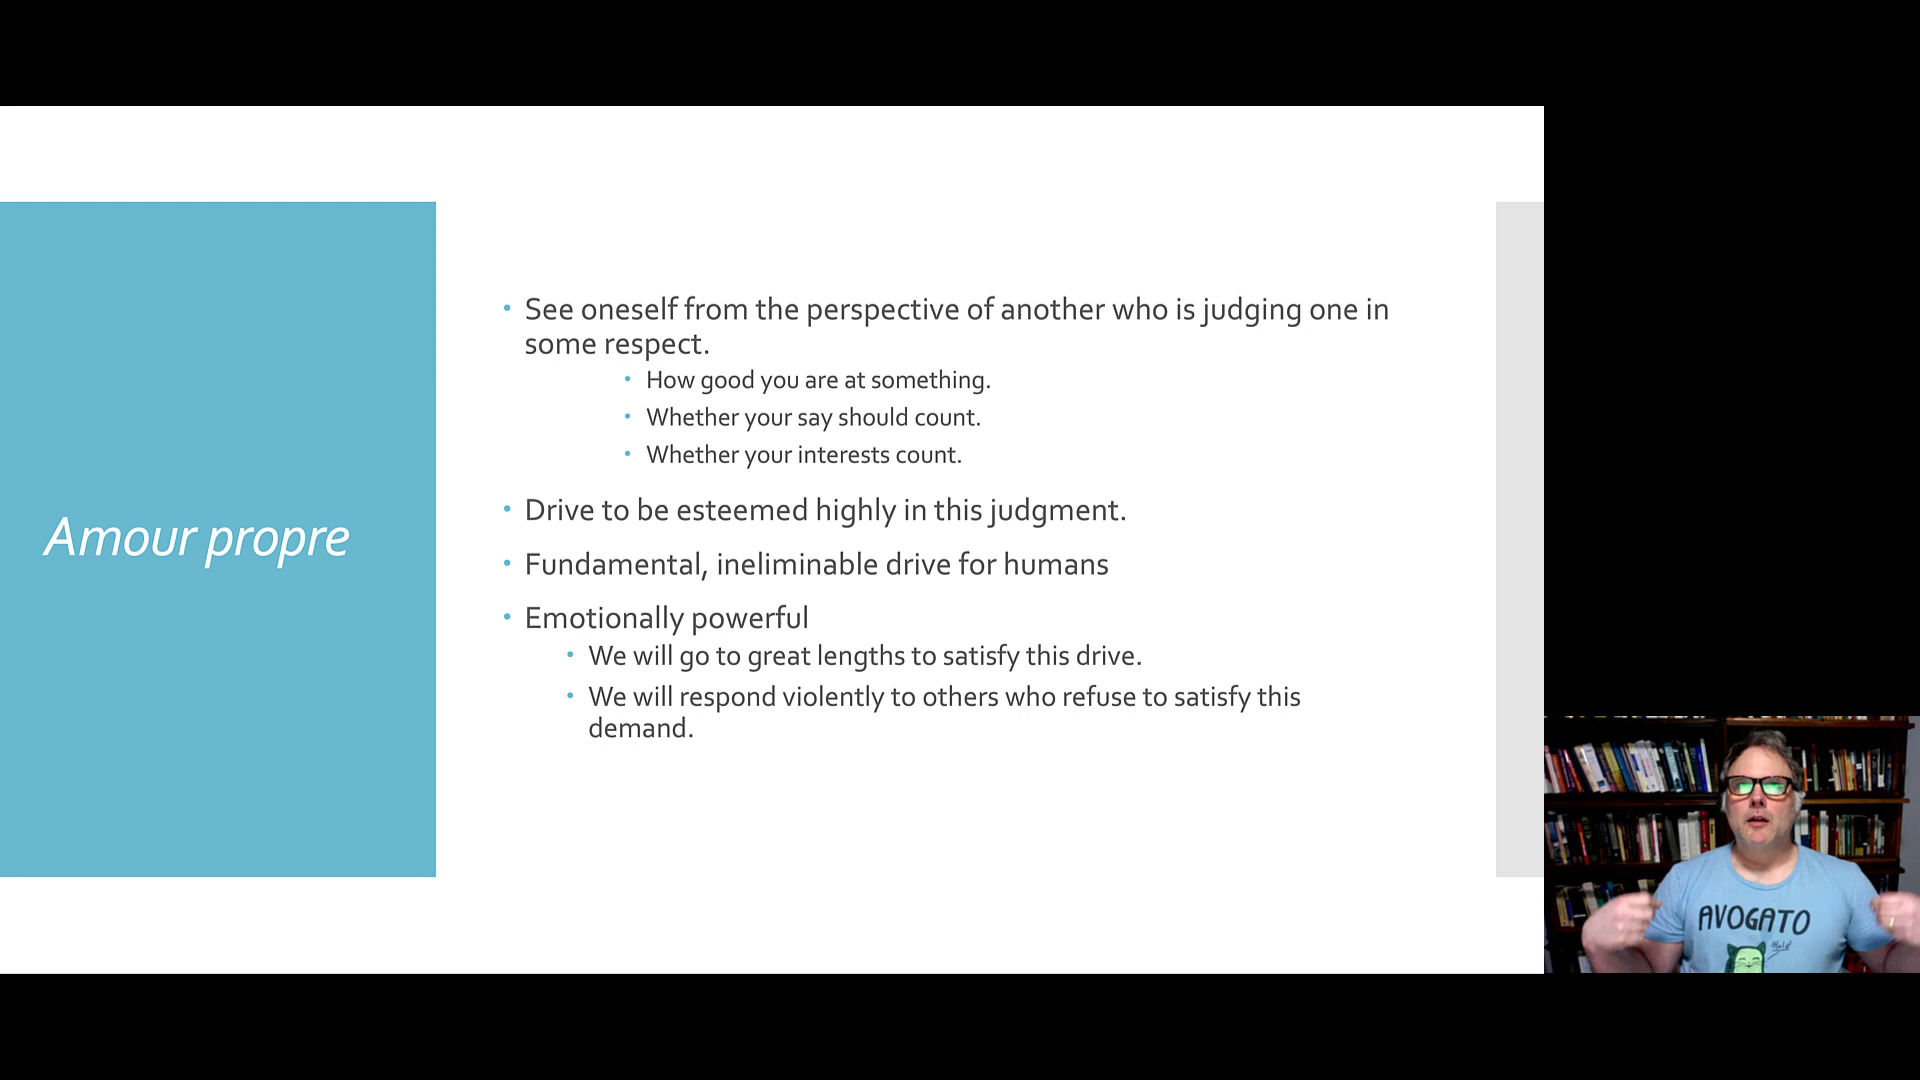 Amour propre
See oneself from the perspective of another who is judging one in
some respect.
How good you are at something.
Whether your say should count.
Whether your interests count.
Drive to be esteemed highly in this judgment.
Fundamental, ineliminable drive for humans
Emotionally powerful
We will go to great lengths to satisfy this drive.
We will respond violently to others who refuse to satisfy this
demand.
AVOGATO